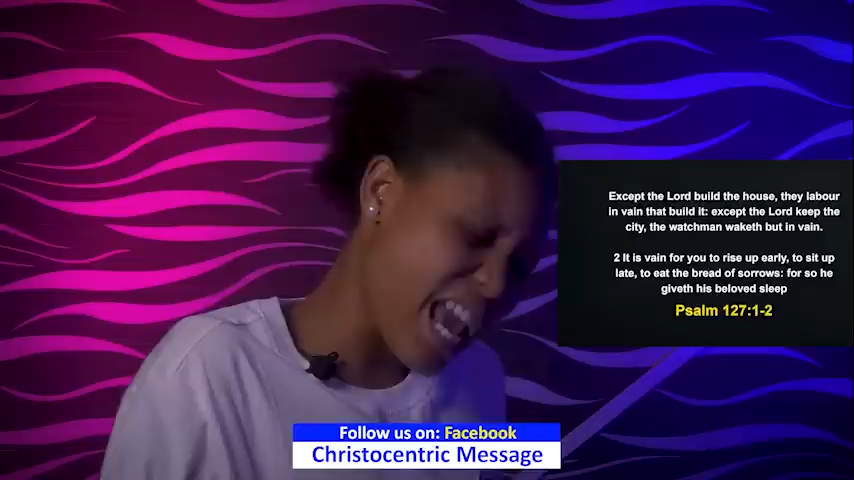 Except the Lord build the house, they labour
in vain that build it: except the Lord keep the
city, the watchman waketh but in vain.
2 It is vain for you to rise up early, to sit up
late, to eat the bread of sorrows: for so he
giveth his beloved sleep
Psalm 127:1-2
Follow us on: Facebook
Christocentric Message